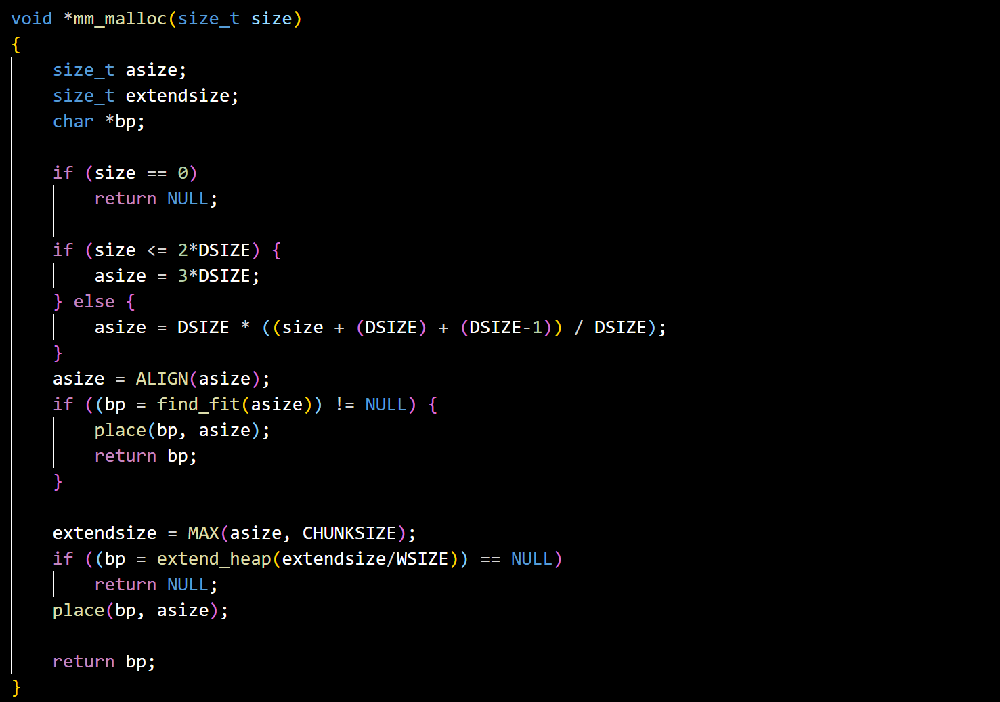 void *mm_malloc(size_t size)
{
    size_t asize;
    size_t extendsize;
    char *bp;

    if (size == 0)
        return NULL;

    if (size <= 2*DSIZE) {
        asize = 3*DSIZE;
    } else {
        asize = DSIZE * ((size + (DSIZE) + (DSIZE-1)) / DSIZE);
    }
    asize = ALIGN(asize);
    if ((bp = find_fit(asize)) != NULL) {
        place(bp, asize);
        return bp;
    }

    extendsize = MAX(asize, CHUNKSIZE);
    if ((bp = extend_heap(extendsize/WSIZE)) == NULL)
        return NULL;
    place(bp, asize);

    return bp;
}